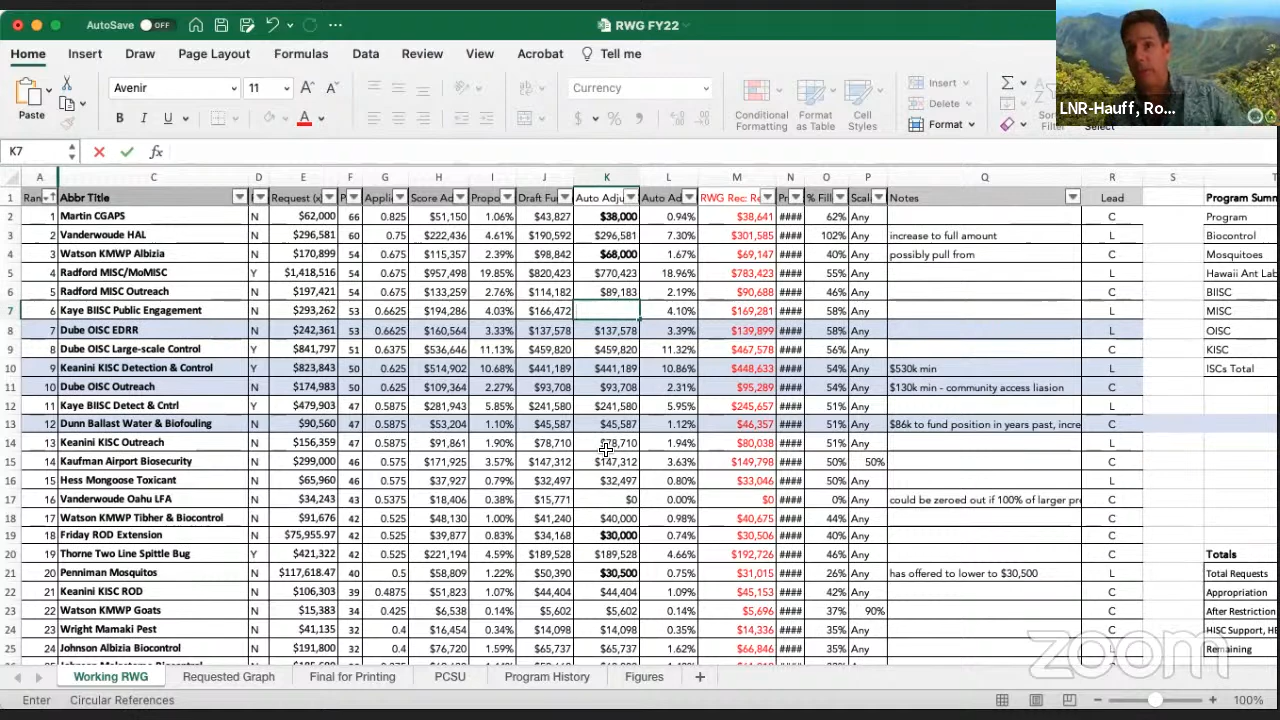 AutoSave OFF RWG FY22
Home Insert Draw Page Layout Formulas Data Review View Acrobat Tell me
LNR-Hauff, Ro...
Paste Avenir 11 Currency Conditional Formatting Format as Table Cell Styles Insert Delete Format Select
K7 fx
A C D E F G H I J K L M N O P Q R S T
1 Ran Abbr Title Request (x P Applic Score Ad Propo Draft Fu Auto Adju Auto Ad RWG Rec: Re Pr % Fill Scal Notes Lead Program Summ
2 1 Martin CGAPS N $62,000 66 0.825 $51,150 1.06% $43,827 $38,000 0.94% $38,641 #### 62% Any C Program
3 2 Vanderwoude HAL N $296,581 60 0.75 $222,436 4.61% $190,592 $296,581 7.30% $301,585 #### 102% Any increase to full amount L Biocontrol
4 3 Watson KMWP Albizia N $170,899 54 0.675 $115,357 2.39% $98,842 $68,000 1.67% $69,147 #### 40% Any possibly pull from C Mosquitoes
5 4 Radford MISC/MoMISC Y $1,418,516 54 0.675 $957,498 19.85% $820,423 $770,423 18.96% $783,423 #### 55% Any L Hawaii Ant Lab
6 5 Radford MISC Outreach N $197,421 54 0.675 $133,259 2.76% $114,182 $89,183 2.19% $90,688 #### 46% Any C BIISC
7 6 Kaye BIISC Public Engagement N $293,262 53 0.6625 $194,286 4.03% $166,472 4.10% $169,281 #### 58% Any L MISC
8 7 Dube OISC EDRR N $242,361 53 0.6625 $160,564 3.33% $137,578 $137,578 3.39% $139,899 #### 58% Any L OISC
9 8 Dube OISC Large-scale Control Y $841,797 51 0.6375 $536,646 11.13% $459,820 $459,820 11.32% $467,578 #### 56% Any C KISC
10 9 Keanini KISC Detection & Control Y $823,843 50 0.625 $514,902 10.68% $441,189 $441,189 10.86% $448,633 #### 54% Any $530k min L ISCs Total
11 10 Dube OISC Outreach N $174,983 50 0.625 $109,364 2.27% $93,708 $93,708 2.31% $95,289 #### 54% Any $130k min - community access liasion C
12 11 Kaye BIISC Detect & Cntrl Y $479,903 47 0.5875 $281,943 5.85% $241,580 $241,580 5.95% $245,657 #### 51% Any L
13 12 Dunn Ballast Water & Biofouling N $90,560 47 0.5875 $53,204 1.10% $45,587 $45,587 1.12% $46,357 #### 51% Any $86k to fund position in years past, incre C
14 13 Keanini KISC Outreach N $156,359 47 0.5875 $91,861 1.90% $78,710 $78,710 1.94% $80,038 #### 51% Any L
15 14 Kaufman Airport Biosecurity N $299,000 46 0.575 $171,925 3.57% $147,312 $147,312 3.63% $149,798 #### 50% 50% C
16 15 Hess Mongoose Toxicant N $65,960 46 0.575 $37,927 0.79% $32,497 $32,497 0.80% $33,046 #### 50% Any L
17 16 Vanderwoude Oahu LFA N $34,243 43 0.5375 $18,406 0.38% $15,771 $0 0.00% $0 #### 0% Any could be zeroed out if 100% of larger pro C
18 17 Watson KMWP Tibher & Biocontrol N $91,676 42 0.525 $48,130 1.00% $41,240 $40,000 0.98% $40,675 #### 44% Any C
19 18 Friday ROD Extension N $75,955.97 42 0.525 $39,877 0.83% $34,168 $30,000 0.74% $30,506 #### 40% Any C
20 19 Thorne Two Line Spittle Bug Y $421,322 42 0.525 $221,194 4.59% $189,528 $189,528 4.66% $192,726 #### 46% Any C Totals
21 20 Penniman Mosquitos N $117,618.47 40 0.5 $58,809 1.22% $50,390 $30,500 0.75% $31,015 #### 26% Any has offered to lower to $30,500 L Total Requests
22 21 Keanini KISC ROD N $106,303 39 0.4875 $51,823 1.07% $44,404 $44,404 1.09% $45,153 #### 42% Any C Appropriation
23 22 Watson KMWP Goats N $15,383 34 0.425 $6,538 0.14% $5,602 $5,602 0.14% $5,696 #### 37% 90% C After Restriction
24 23 Wright Mamaki Pest N $41,135 32 0.4 $16,454 0.34% $14,098 $14,098 0.35% $14,336 #### 35% Any C HISC Support, HI
25 24 Johnson Albizia Biocontrol N $191,800 32 0.4 $76,720 1.59% $65,737 $65,737 1.62% $66,846 #### 35% Any C Remaining
zoom
Working RWG Requested Graph Final for Printing PCSU Program History Figures
Enter Circular References 100%